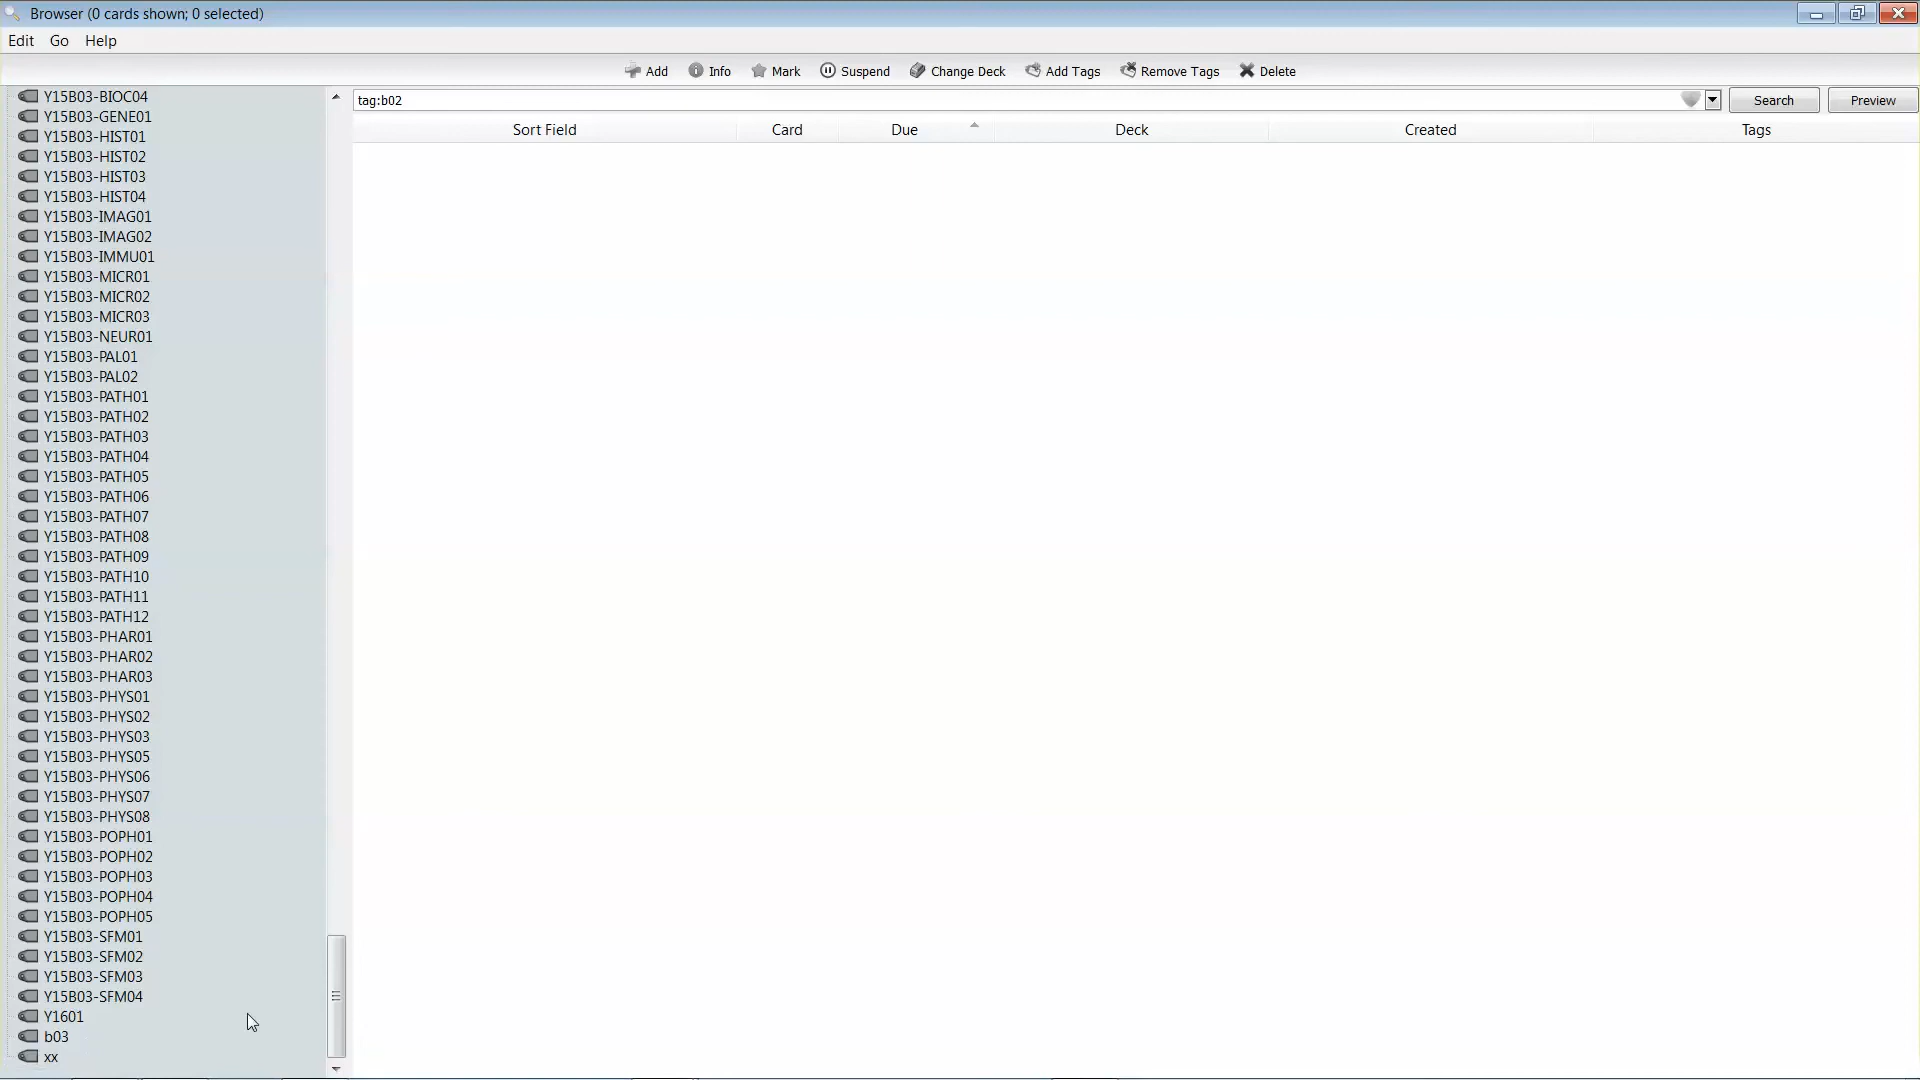 Browser (0 cards shown; 0 selected)
Edit Go Help
Add Info Mark Suspend Change Deck Add Tags Remove Tags Delete
tag:b02 Search Preview
Sort Field Card Due Deck Created Tags
Y15B03-BIOC04
Y15B03-GENE01
Y15B03-HIST01
Y15B03-HIST02
Y15B03-HIST03
Y15B03-HIST04
Y15B03-IMAG01
Y15B03-IMAG02
Y15B03-IMMU01
Y15B03-MICR01
Y15B03-MICR02
Y15B03-MICR03
Y15B03-NEUR01
Y15B03-PAL01
Y15B03-PAL02
Y15B03-PATH01
Y15B03-PATH02
Y15B03-PATH03
Y15B03-PATH04
Y15B03-PATH05
Y15B03-PATH06
Y15B03-PATH07
Y15B03-PATH08
Y15B03-PATH09
Y15B03-PATH10
Y15B03-PATH11
Y15B03-PATH12
Y15B03-PHAR01
Y15B03-PHAR02
Y15B03-PHAR03
Y15B03-PHYS01
Y15B03-PHYS02
Y15B03-PHYS03
Y15B03-PHYS05
Y15B03-PHYS06
Y15B03-PHYS07
Y15B03-PHYS08
Y15B03-POPH01
Y15B03-POPH02
Y15B03-POPH03
Y15B03-POPH04
Y15B03-POPH05
Y15B03-SFM01
Y15B03-SFM02
Y15B03-SFM03
Y15B03-SFM04
Y1601
b03
xx